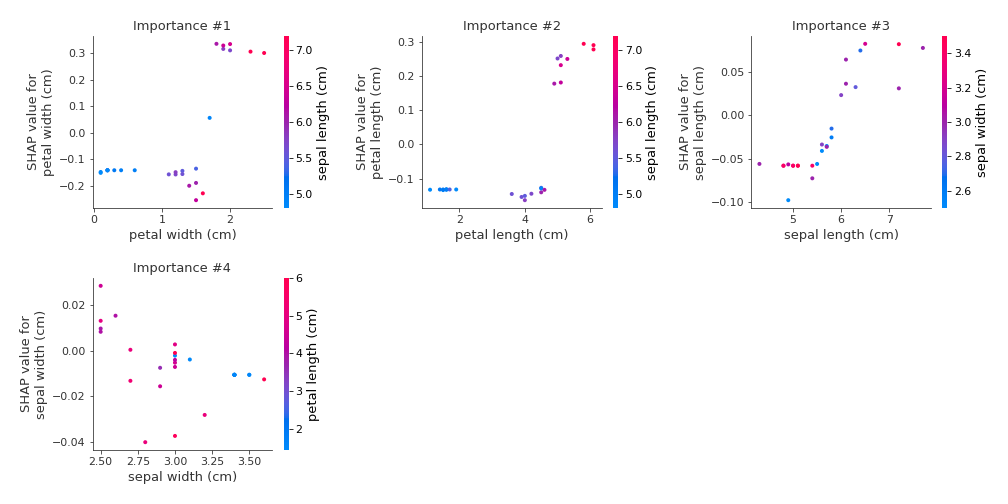 Importance #1
SHAP value for
petal width (cm)
0.3
0.2
0.1
0.0
−0.1
−0.2
0
1
2
petal width (cm)
7.0
6.5
6.0
5.5
5.0
sepal length (cm)
Importance #2
SHAP value for
petal length (cm)
0.3
0.2
0.1
0.0
−0.1
2
4
6
petal length (cm)
7.0
6.5
6.0
5.5
5.0
sepal length (cm)
Importance #3
SHAP value for
sepal length (cm)
0.05
0.00
−0.05
−0.10
5
6
7
sepal length (cm)
3.4
3.2
3.0
2.8
2.6
sepal width (cm)
Importance #4
SHAP value for
sepal width (cm)
0.02
0.00
−0.02
−0.04
2.50
2.75
3.00
3.25
3.50
sepal width (cm)
6
5
4
3
2
petal length (cm)